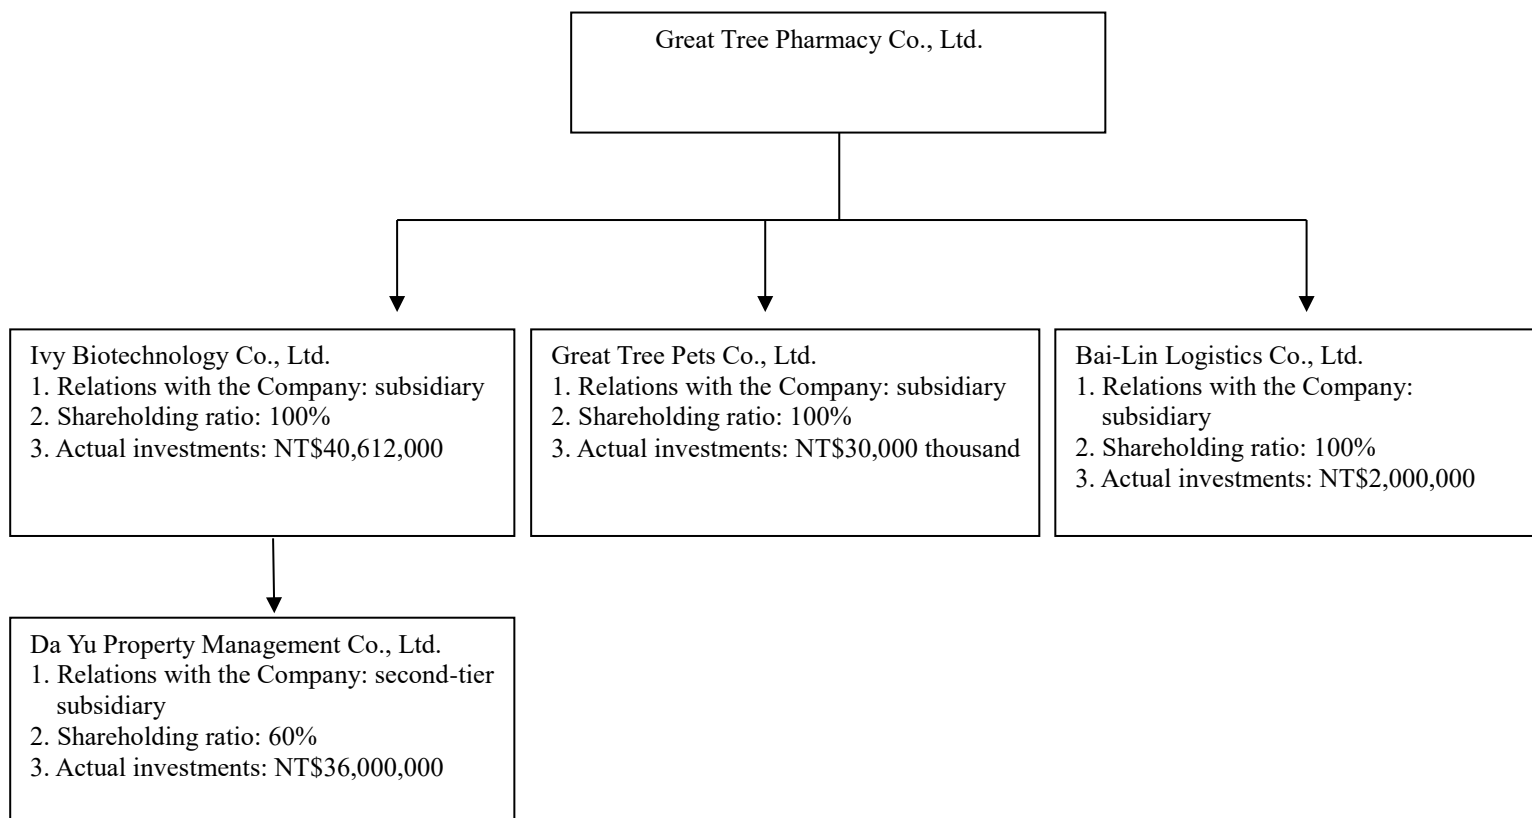 Great Tree Pharmacy Co., Ltd.
Ivy Biotechnology Co., Ltd.
1. Relations with the Company: subsidiary
2. Shareholding ratio: 100%
3. Actual investments: NT$40,612,000
Great Tree Pets Co., Ltd.
1. Relations with the Company: subsidiary
2. Shareholding ratio: 100%
3. Actual investments: NT$30,000 thousand
Bai-Lin Logistics Co., Ltd.
1. Relations with the Company:
subsidiary
2. Shareholding ratio: 100%
3. Actual investments: NT$2,000,000
Da Yu Property Management Co., Ltd.
1. Relations with the Company: second-tier
subsidiary
2. Shareholding ratio: 60%
3. Actual investments: NT$36,000,000